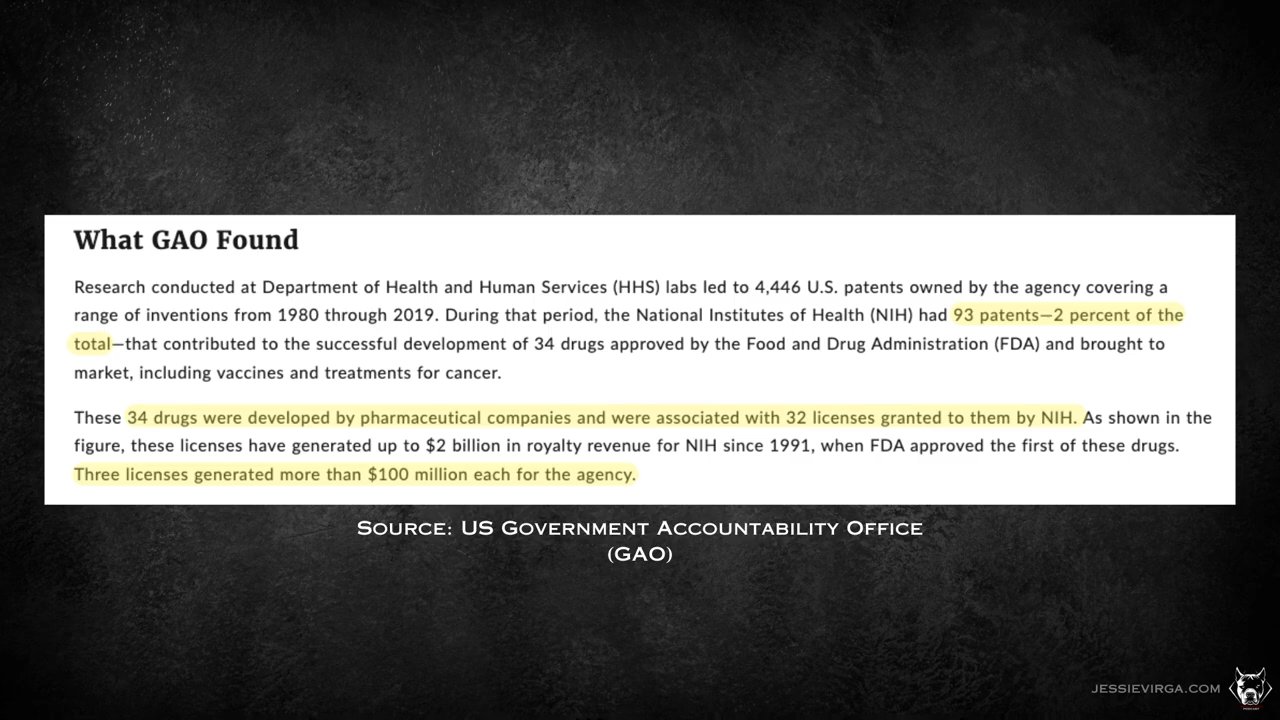 What GAO Found
Research conducted at Department of Health and Human Services (HHS) labs led to 4,446 U.S. patents owned by the agency covering a
range of inventions from 1980 through 2019. During that period, the National Institutes of Health (NIH) had 93 patents—2 percent of the
total—that contributed to the successful development of 34 drugs approved by the Food and Drug Administration (FDA) and brought to
market, including vaccines and treatments for cancer.
These 34 drugs were developed by pharmaceutical companies and were associated with 32 licenses granted to them by NIH. As shown in the
figure, these licenses have generated up to $2 billion in royalty revenue for NIH since 1991, when FDA approved the first of these drugs.
Three licenses generated more than $100 million each for the agency.
SOURCE: US GOVERNMENT ACCOUNTABILITY OFFICE
(GAO)
JESSIEVIRGA.COM